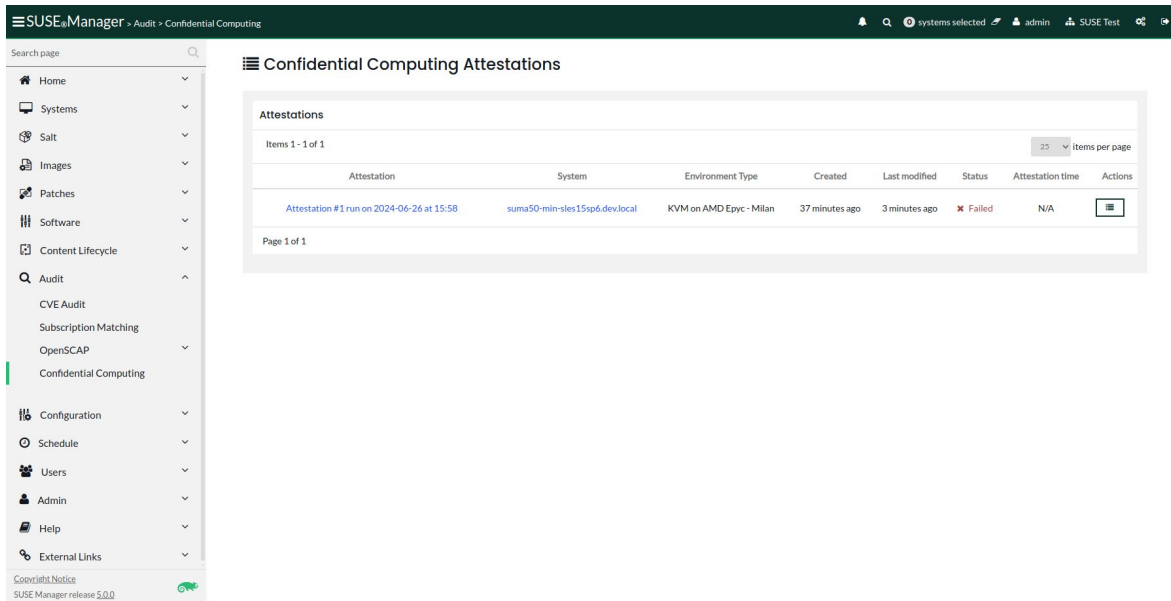 SUSE®Manager > Audit > Confidential Computing
0 systems selected admin SUSE Test
Search page
Home
Systems
Salt
Images
Patches
Software
Content Lifecycle
Audit
CVE Audit
Subscription Matching
OpenSCAP
Confidential Computing
Configuration
Schedule
Users
Admin
Help
External Links
Copyright Notice
SUSE Manager release 5.0.0
Confidential Computing Attestations
Attestations
Items 1 - 1 of 1 25 items per page
Attestation System Environment Type Created Last modified Status Attestation time Actions
Attestation #1 run on 2024-06-26 at 15:58 suma50-min-sles15sp6.dev.local KVM on AMD Epyc - Milan 37 minutes ago 3 minutes ago Failed N/A
Page 1 of 1